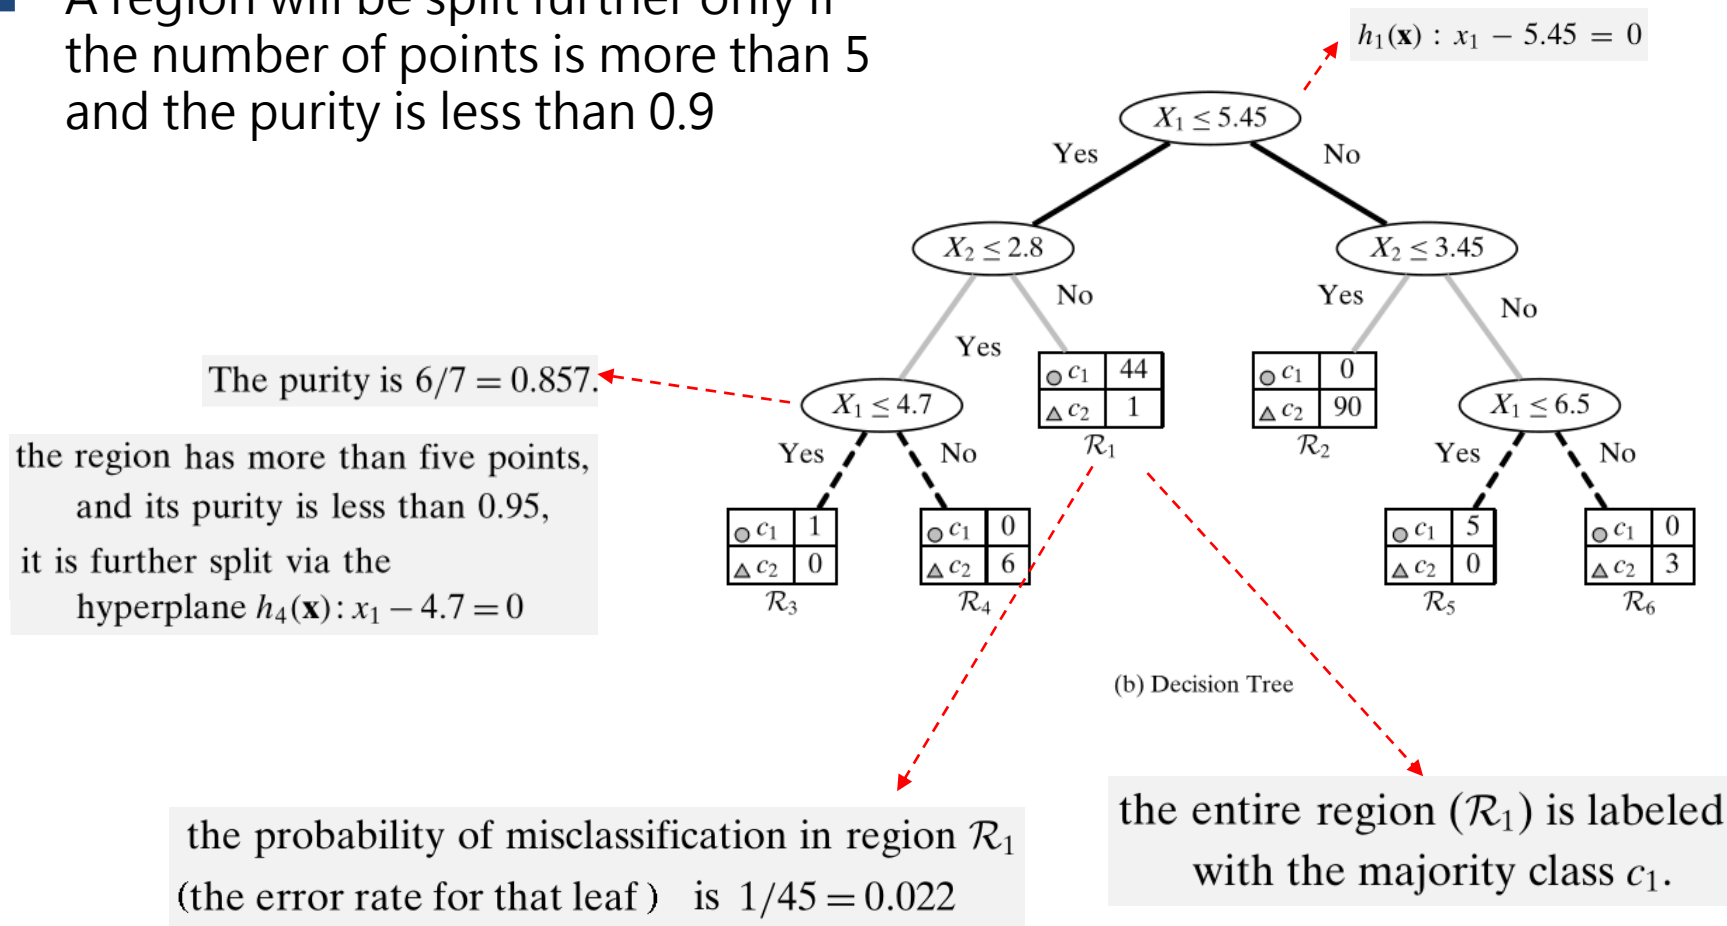 A region will be split further only if
the number of points is more than 5
and the purity is less than 0.9
h₁(x) : x₁ − 5.45 = 0
X₁ ≤ 5.45
Yes
No
X₂ ≤ 2.8
X₂ ≤ 3.45
No
Yes
No
Yes
The purity is 6/7 = 0.857.
X₁ ≤ 4.7
c₁ 44
c₂ 1
R₁
c₁ 0
c₂ 90
R₂
X₁ ≤ 6.5
the region has more than five points,
and its purity is less than 0.95,
it is further split via the
hyperplane h₄(x): x₁ − 4.7 = 0
Yes
No
Yes
No
c₁ 1
c₂ 0
R₃
c₁ 0
c₂ 6
R₄
c₁ 5
c₂ 0
R₅
c₁ 0
c₂ 3
R₆
(b) Decision Tree
the probability of misclassification in region R₁
(the error rate for that leaf) is 1/45 = 0.022
the entire region (R₁) is labeled
with the majority class c₁.